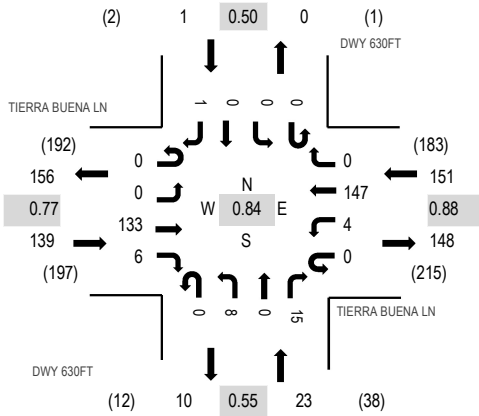 (2) 1 0.50 0 (1)
DWY 630FT
TIERRA BUENA LN
1 0 0 0
(192) 0 0 (183)
156 0 N 147 151
0.77 W 0.84 E 0.88
139 133 S 4 148
(197) 6 0 (215)
0 8 0 15
TIERRA BUENA LN
DWY 630FT
(12) 10 0.55 23 (38)